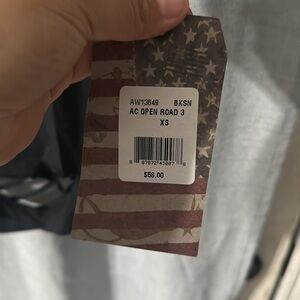 AW13649 BKSN
AC OPEN ROAD 3
XS
$58.00